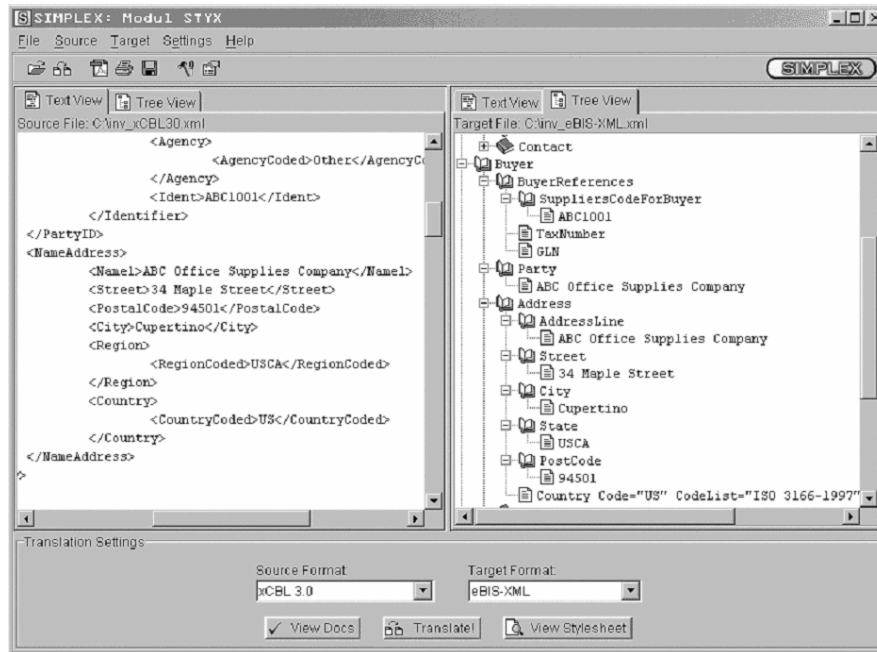 SIMPLEX: Modul STYX
File Source Target Settings Help
SIMPLEX
Text View Tree View
Source File: C:\inv_xCBL30.xml
<Agency>
<AgencyCoded>Other</AgencyCo
</Agency>
<Ident>ABC1001</Ident>
</Identifier>
</PartyID>
<NameAddress>
<Name1>ABC Office Supplies Company</Name1>
<Street>34 Maple Street</Street>
<PostalCode>94501</PostalCode>
<City>Cupertino</City>
<Region>
<RegionCoded>USCA</RegionCoded>
</Region>
<Country>
<CountryCoded>US</CountryCoded>
</Country>
</NameAddress>
Text View Tree View
Target File: C:\inv_eBIS-XML.xml
Contact
Buyer
BuyerReferences
SuppliersCodeForBuyer
ABC1001
TaxNumber
GLN
Party
ABC Office Supplies Company
Address
AddressLine
ABC Office Supplies Company
Street
34 Maple Street
City
Cupertino
State
USCA
PostCode
94501
Country Code="US" CodeList="ISO 3166-1997"
Translation Settings
Source Format:
xCBL 3.0
Target Format:
eBIS-XML
View Docs
Translate!
View Stylesheet